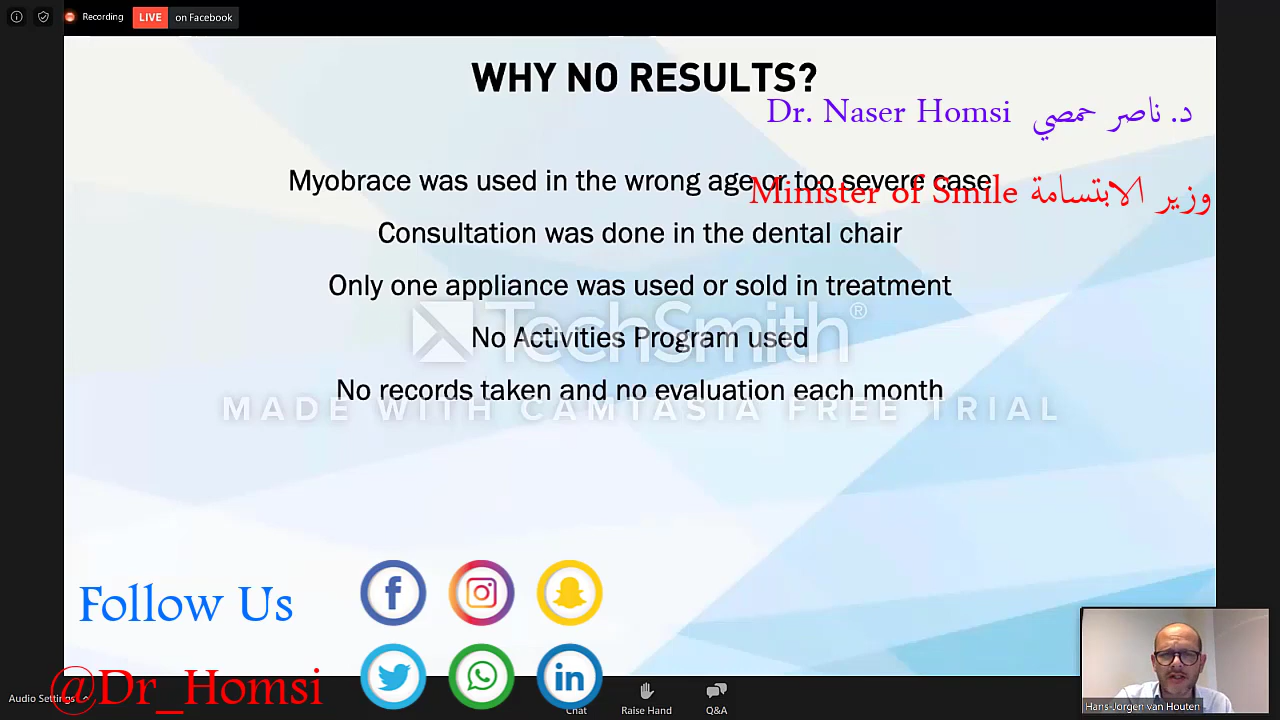 Recording LIVE on Facebook
WHY NO RESULTS?
Dr. Naser Homsi د. ناصر حمصي
Myobrace was used in the wrong age or too severe case
Minister of Smile وزير الابتسامة
Consultation was done in the dental chair
Only one appliance was used or sold in treatment
TechSmith®
No Activities Program used
No records taken and no evaluation each month
MADE WITH CAMTASIA FREE TRIAL
Follow Us
@Dr_Homsi
Audio Settings
Chat
Raise Hand
Q&A
Hans-Jorgen van Houten